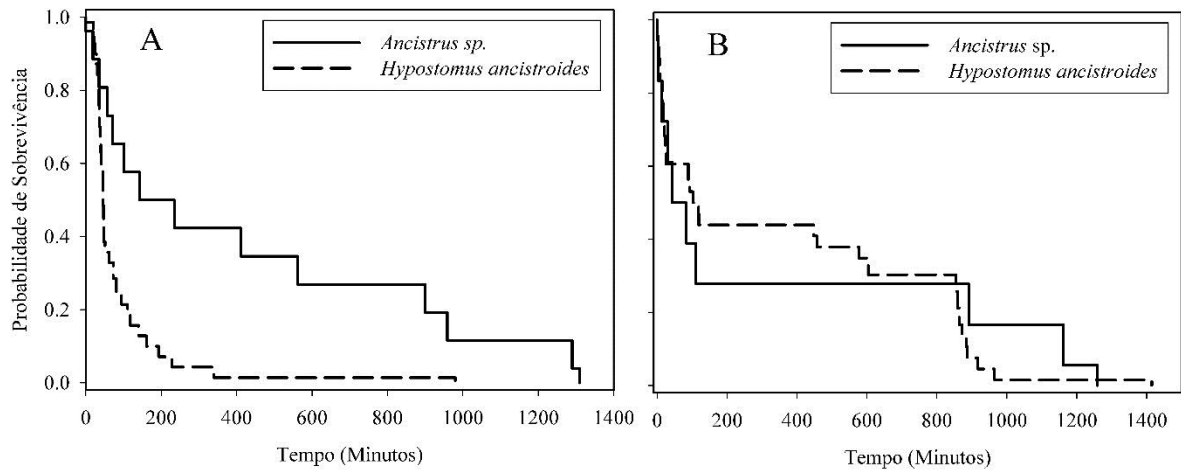 A
Ancistrus sp.
Hypostomus ancistroides
B
Ancistrus sp.
Hypostomus ancistroides
Probabilidade de Sobrevivência
1.0
0.8
0.6
0.4
0.2
0.0
0 200 400 600 800 1000 1200 1400
Tempo (Minutos)
0 200 400 600 800 1000 1200 1400
Tempo (Minutos)